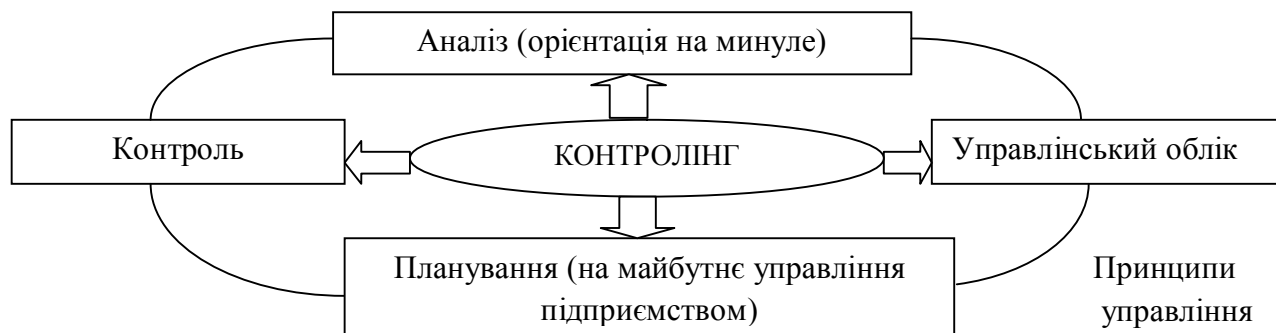 Аналіз (орієнтація на минуле)
Контроль
КОНТРОЛІНГ
Управлінський облік
Планування (на майбутнє управління
підприємством)
Принципи
управління